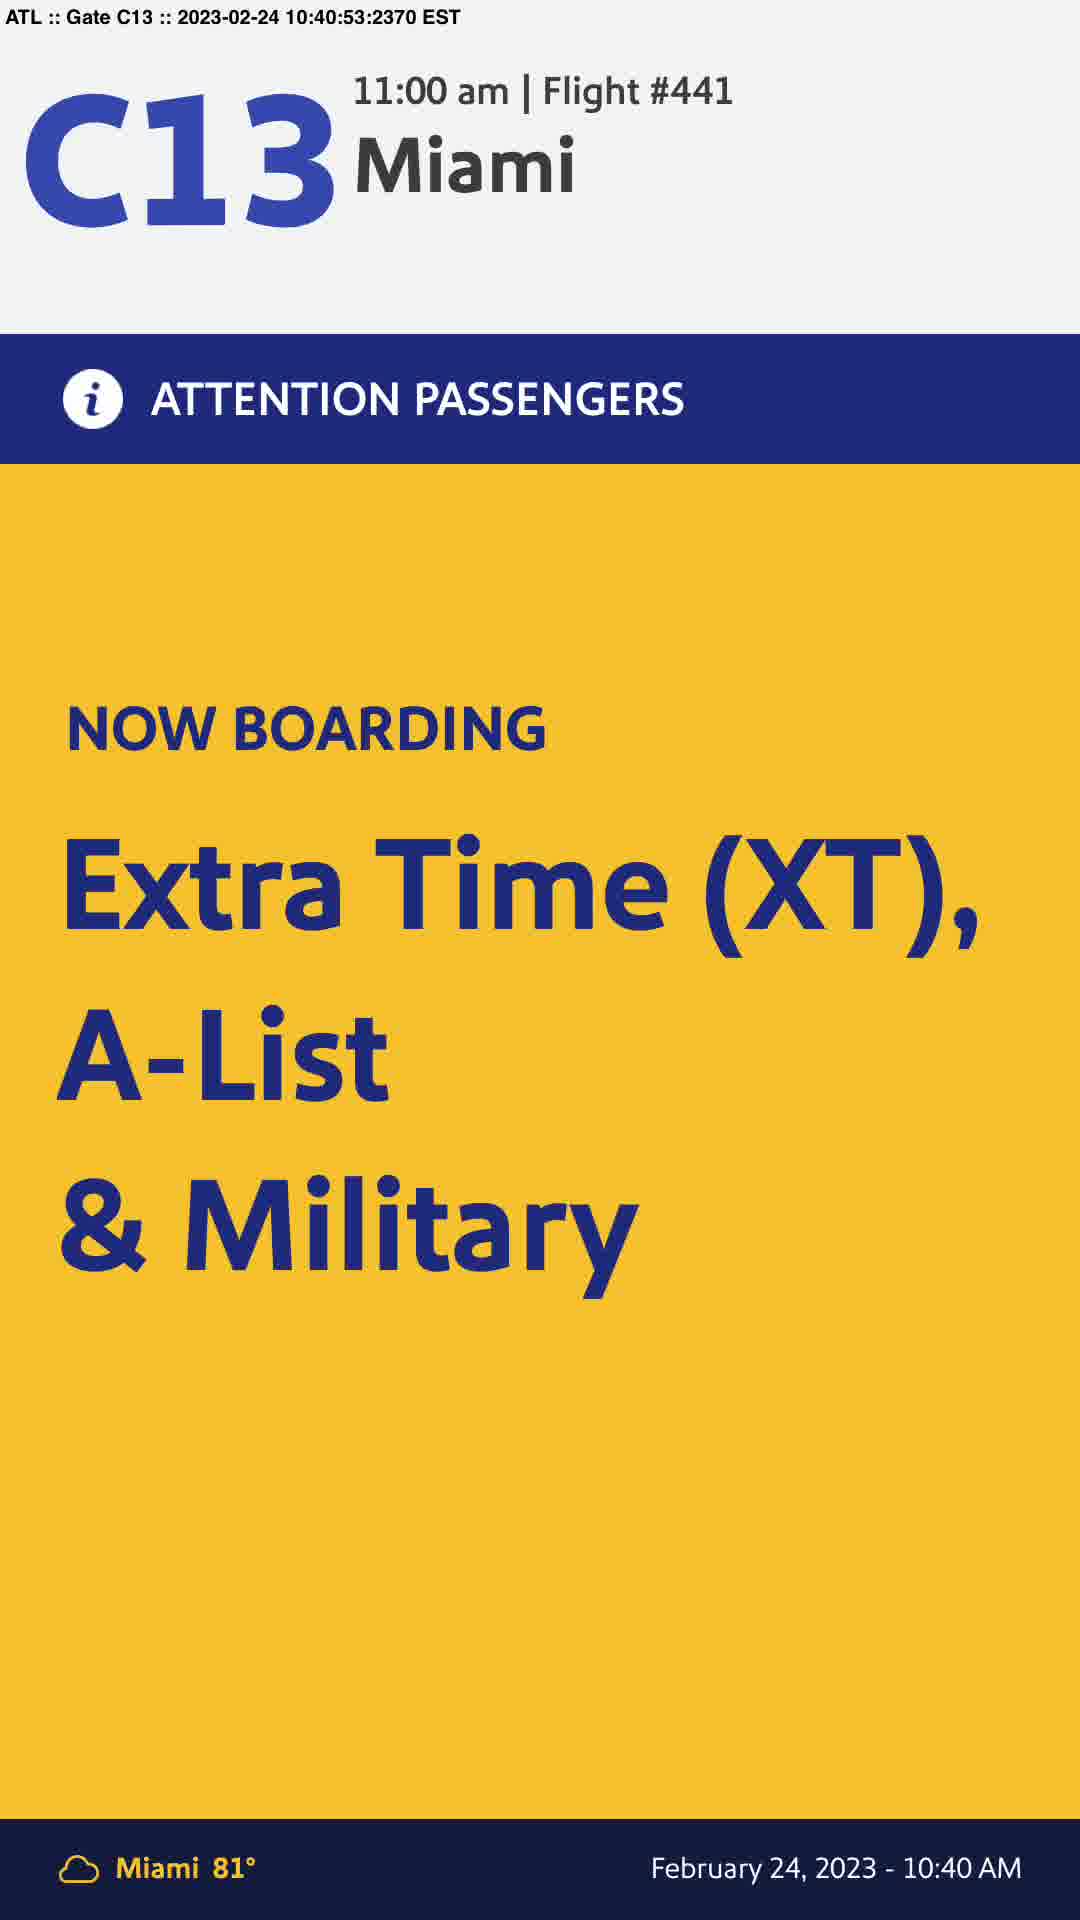 ATL :: Gate C13 :: 2023-02-24 10:40:53:2370 EST
C13
11:00 am | Flight #441
Miami
i ATTENTION PASSENGERS
NOW BOARDING
Extra Time (XT),
A-List
& Military
Miami 81°
February 24, 2023 - 10:40 AM